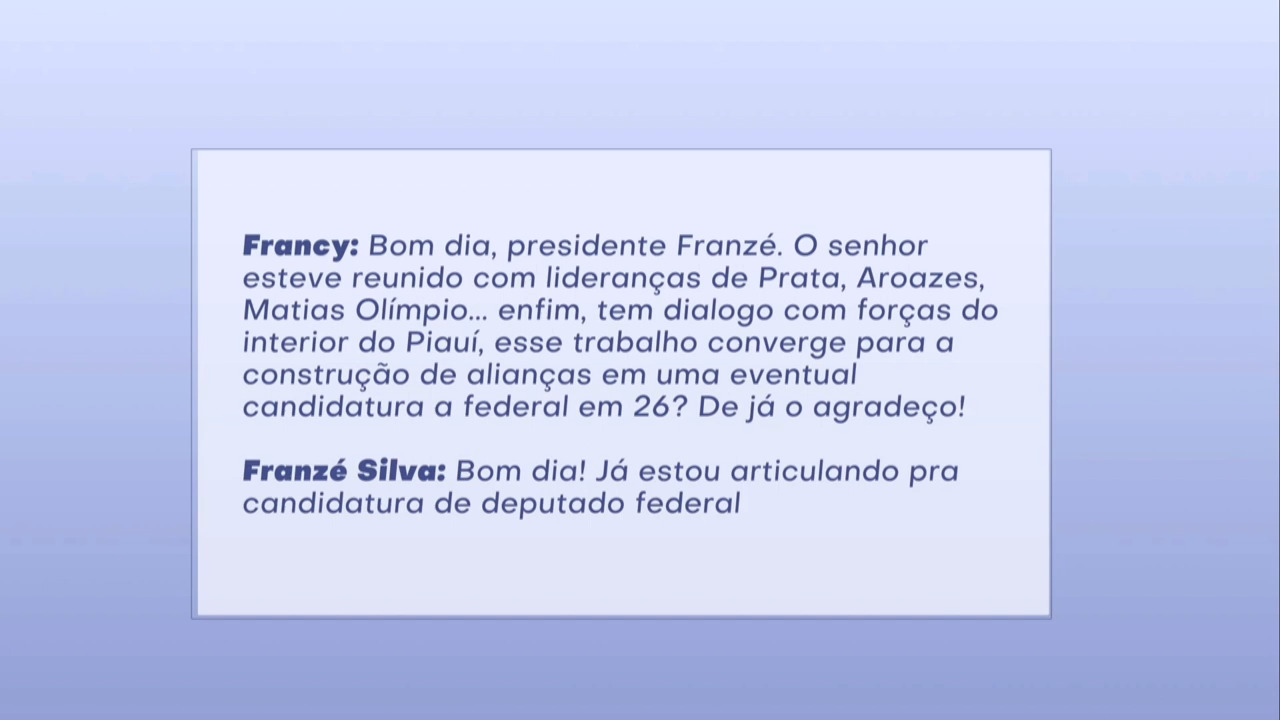 Francy: Bom dia, presidente Franzé. O senhor
esteve reunido com lideranças de Prata, Aroazes,
Matias Olímpio... enfim, tem dialogo com forças do
interior do Piauí, esse trabalho converge para a
construção de alianças em uma eventual
candidatura a federal em 26? De já o agradeço!
Franzé Silva: Bom dia! Já estou articulando pra
candidatura de deputado federal